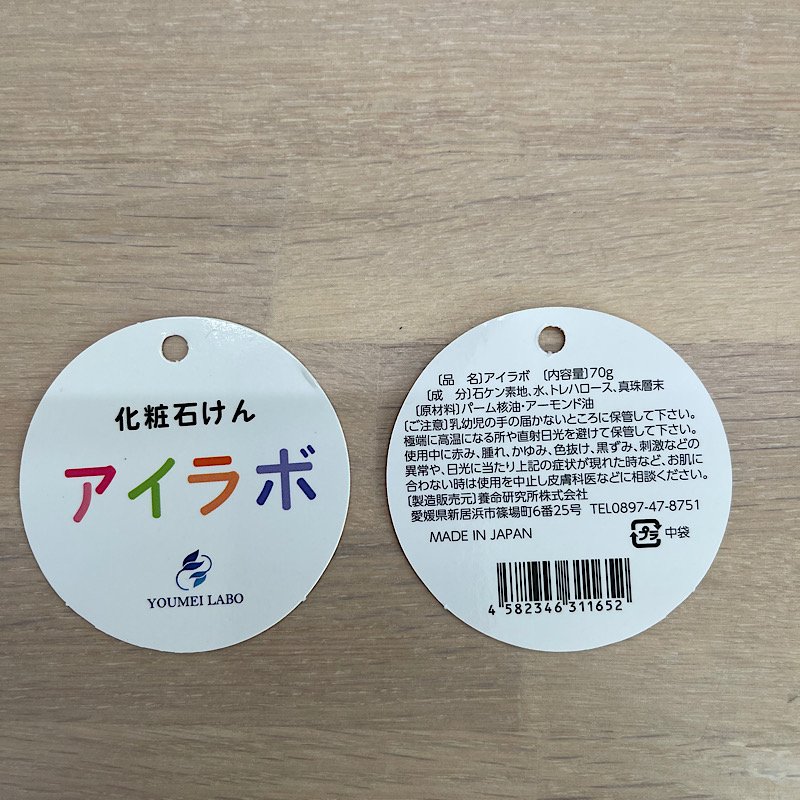 化粧石けん
アイラボ
YOUMEI LABO
〔品　名〕アイラボ　〔内容量〕70g
〔成　分〕石ケン素地、水、トレハロース、真珠層末
〔原材料〕パーム核油・アーモンド油
〔ご注意〕乳幼児の手の届かないところに保管して下さい。
極端に高温になる所や直射日光を避けて保管して下さい。
使用中に赤み、腫れ、かゆみ、色抜け、黒ずみ、刺激などの
異常や、日光に当たり上記の症状が現れた時など、お肌に
合わない時は使用を中止し皮膚科医などに相談ください。
〔製造販売元〕養命研究所株式会社
愛媛県新居浜市篠場町6番25号　TEL0897-47-8751
MADE IN JAPAN
プラ 中袋
4 582346 311652